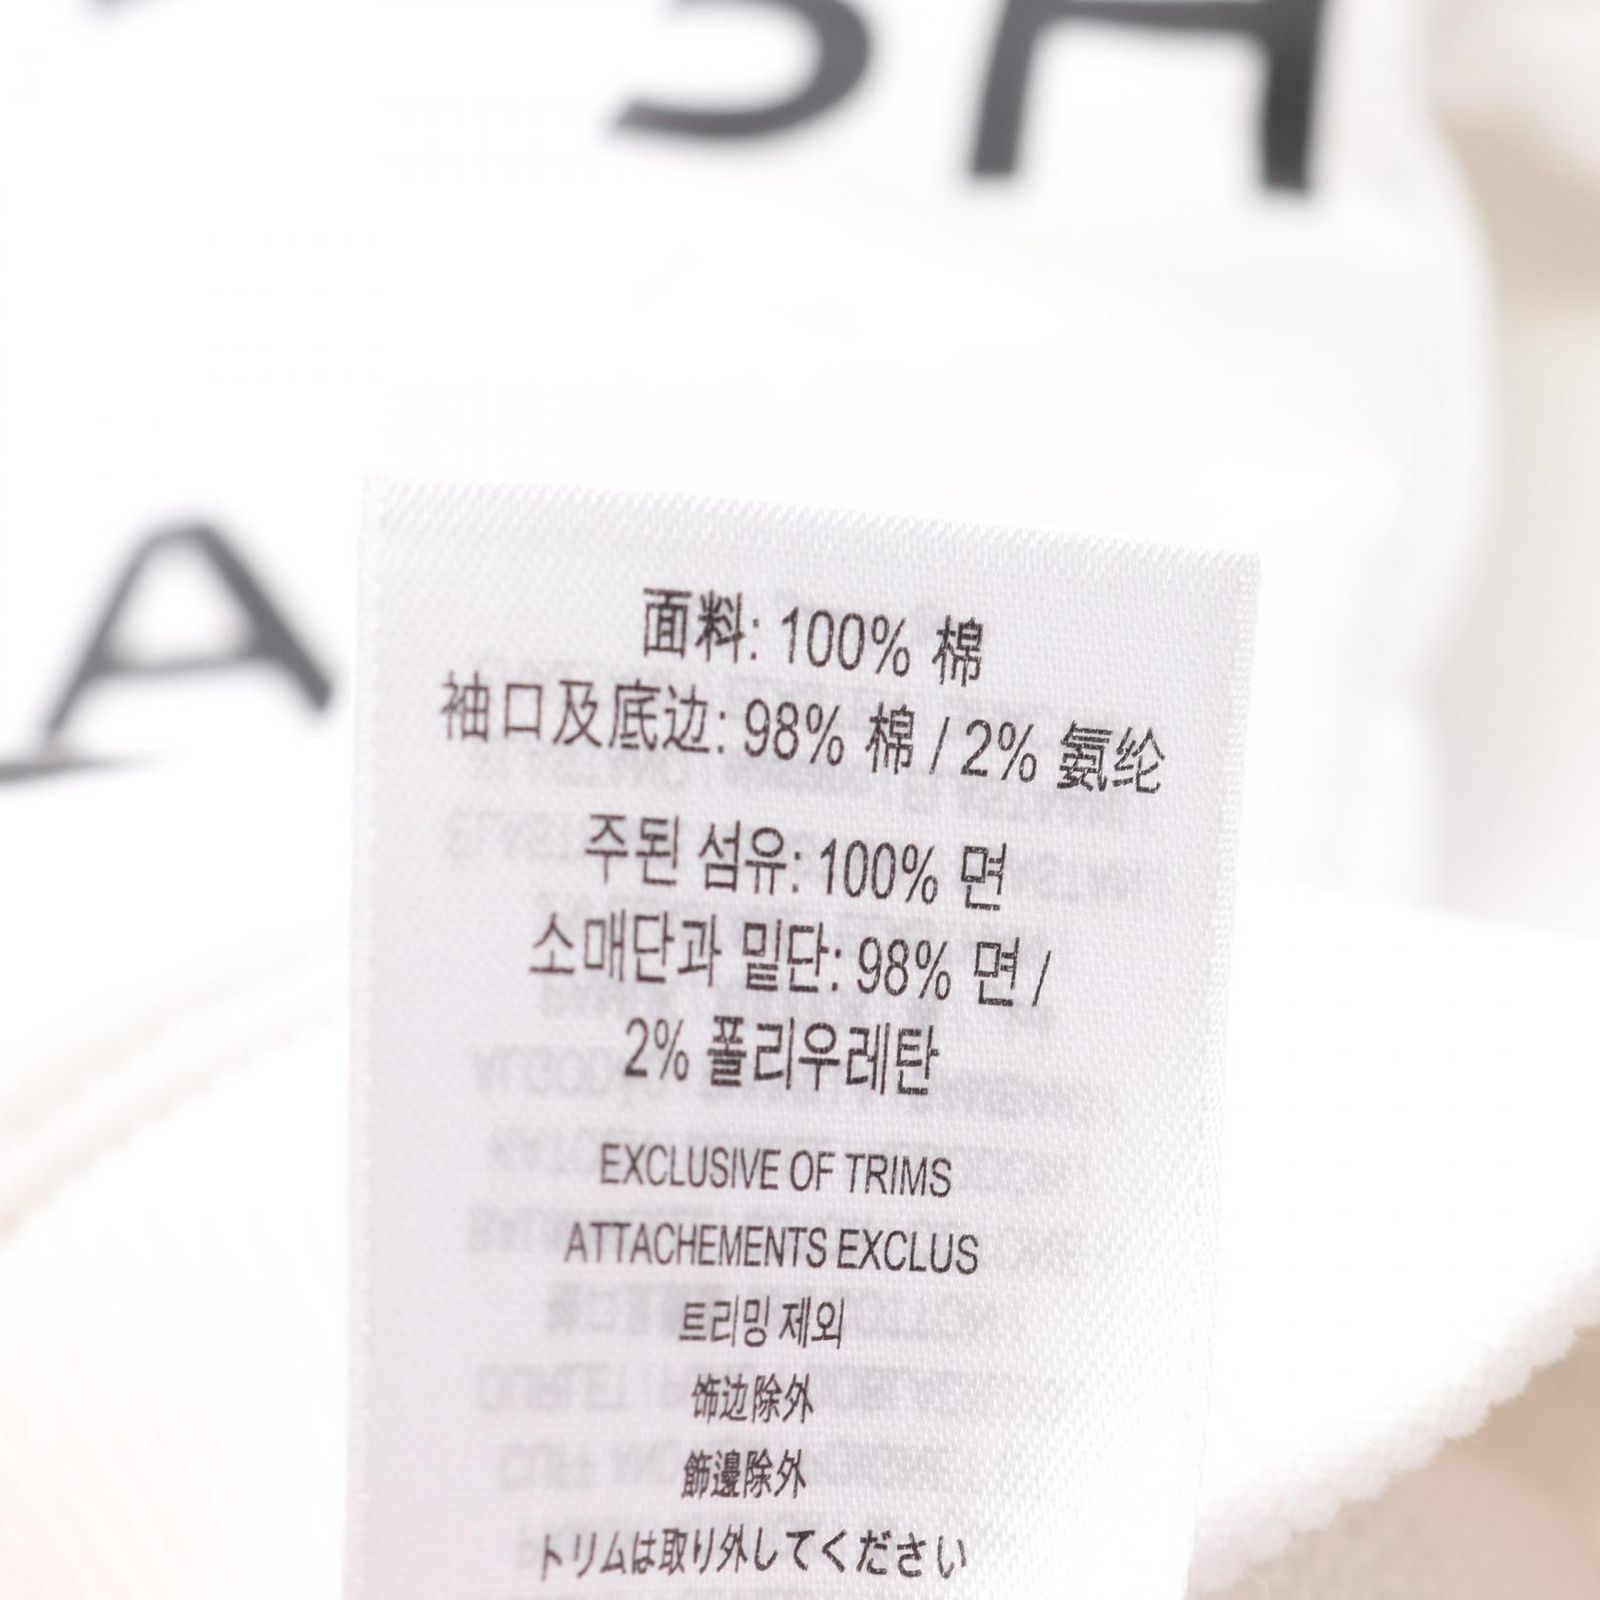 SH
A
面料: 100% 棉
袖口及底边: 98% 棉 / 2% 氨纶
주된 섬유: 100% 면
소매단과 밑단: 98% 면 /
2% 폴리우레탄
EXCLUSIVE OF TRIMS
ATTACHEMENTS EXCLUS
트리밍 제외
饰边除外
飾邊除外
トリムは取り外してください